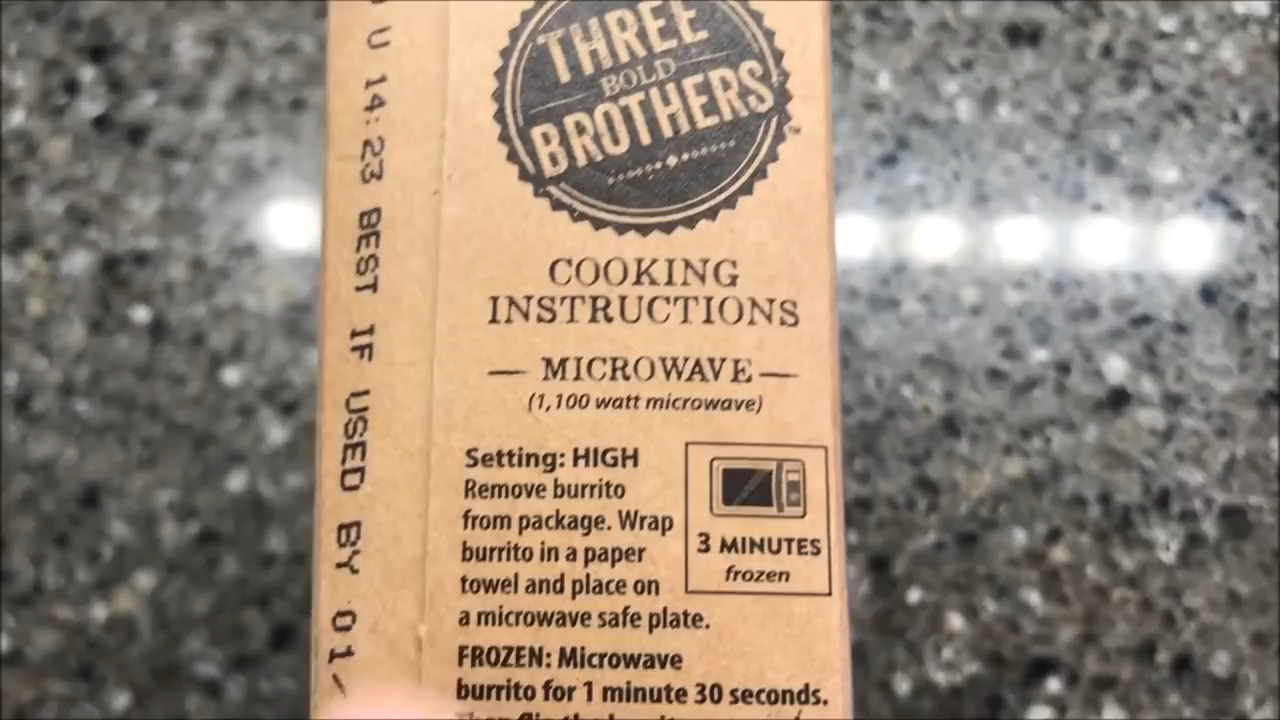 THREE
BOLD
BROTHERS
™
COOKING
INSTRUCTIONS
— MICROWAVE —
(1,100 watt microwave)
Setting: HIGH
Remove burrito
from package. Wrap
burrito in a paper
towel and place on
a microwave safe plate.
3 MINUTES
frozen
FROZEN: Microwave
burrito for 1 minute 30 seconds.
U 14:23 BEST IF USED BY 01